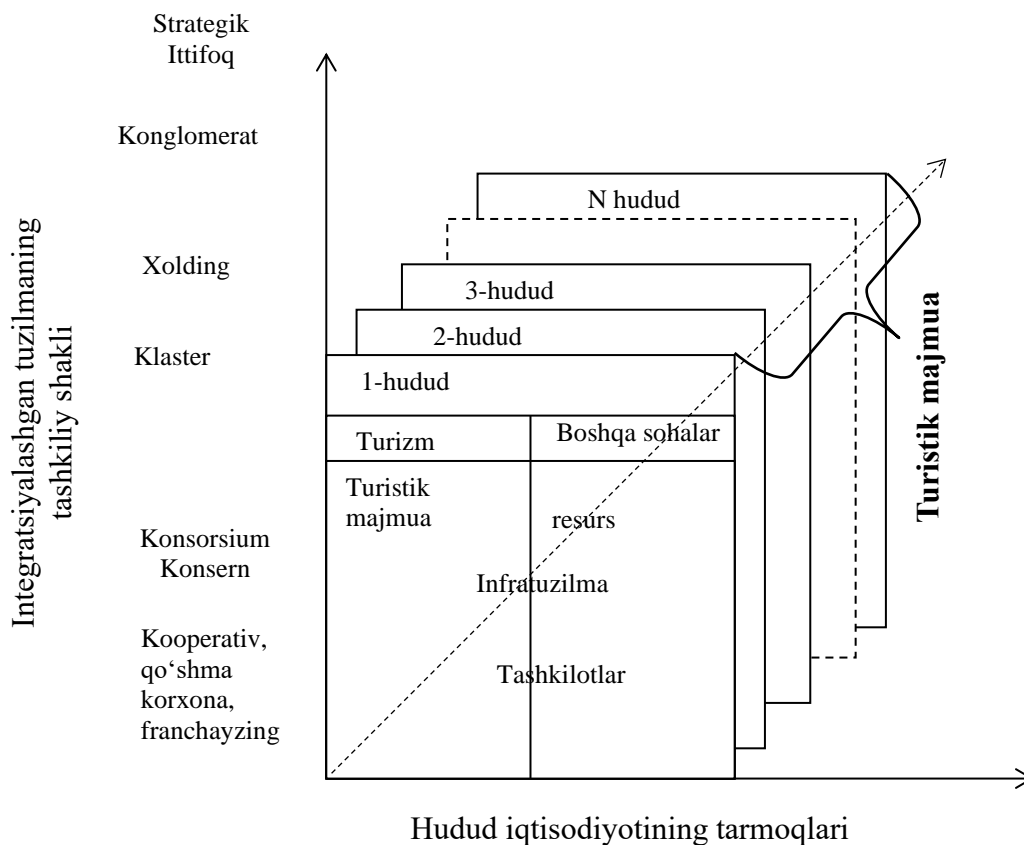 Strategik
Ittifoq
Konglomerat
Xolding
Klaster
Konsorsium
Konsern
Kooperativ,
qo‘shma
korxona,
franchayzing
Integratsiyalashgan tuzilmaning
tashkiliy shakli
N hudud
3-hudud
2-hudud
1-hudud
Turizm
Boshqa sohalar
Turistik
majmua
resurs
Infratuzilma
Tashkilotlar
Turistik majmua
Hudud iqtisodiyotining tarmoqlari